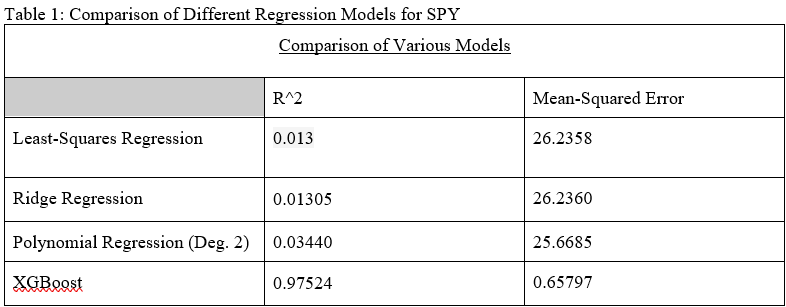 Table 1: Comparison of Different Regression Models for SPY
Comparison of Various Models
R^2 Mean-Squared Error
Least-Squares Regression 0.013 26.2358
Ridge Regression 0.01305 26.2360
Polynomial Regression (Deg. 2) 0.03440 25.6685
XGBoost 0.97524 0.65797